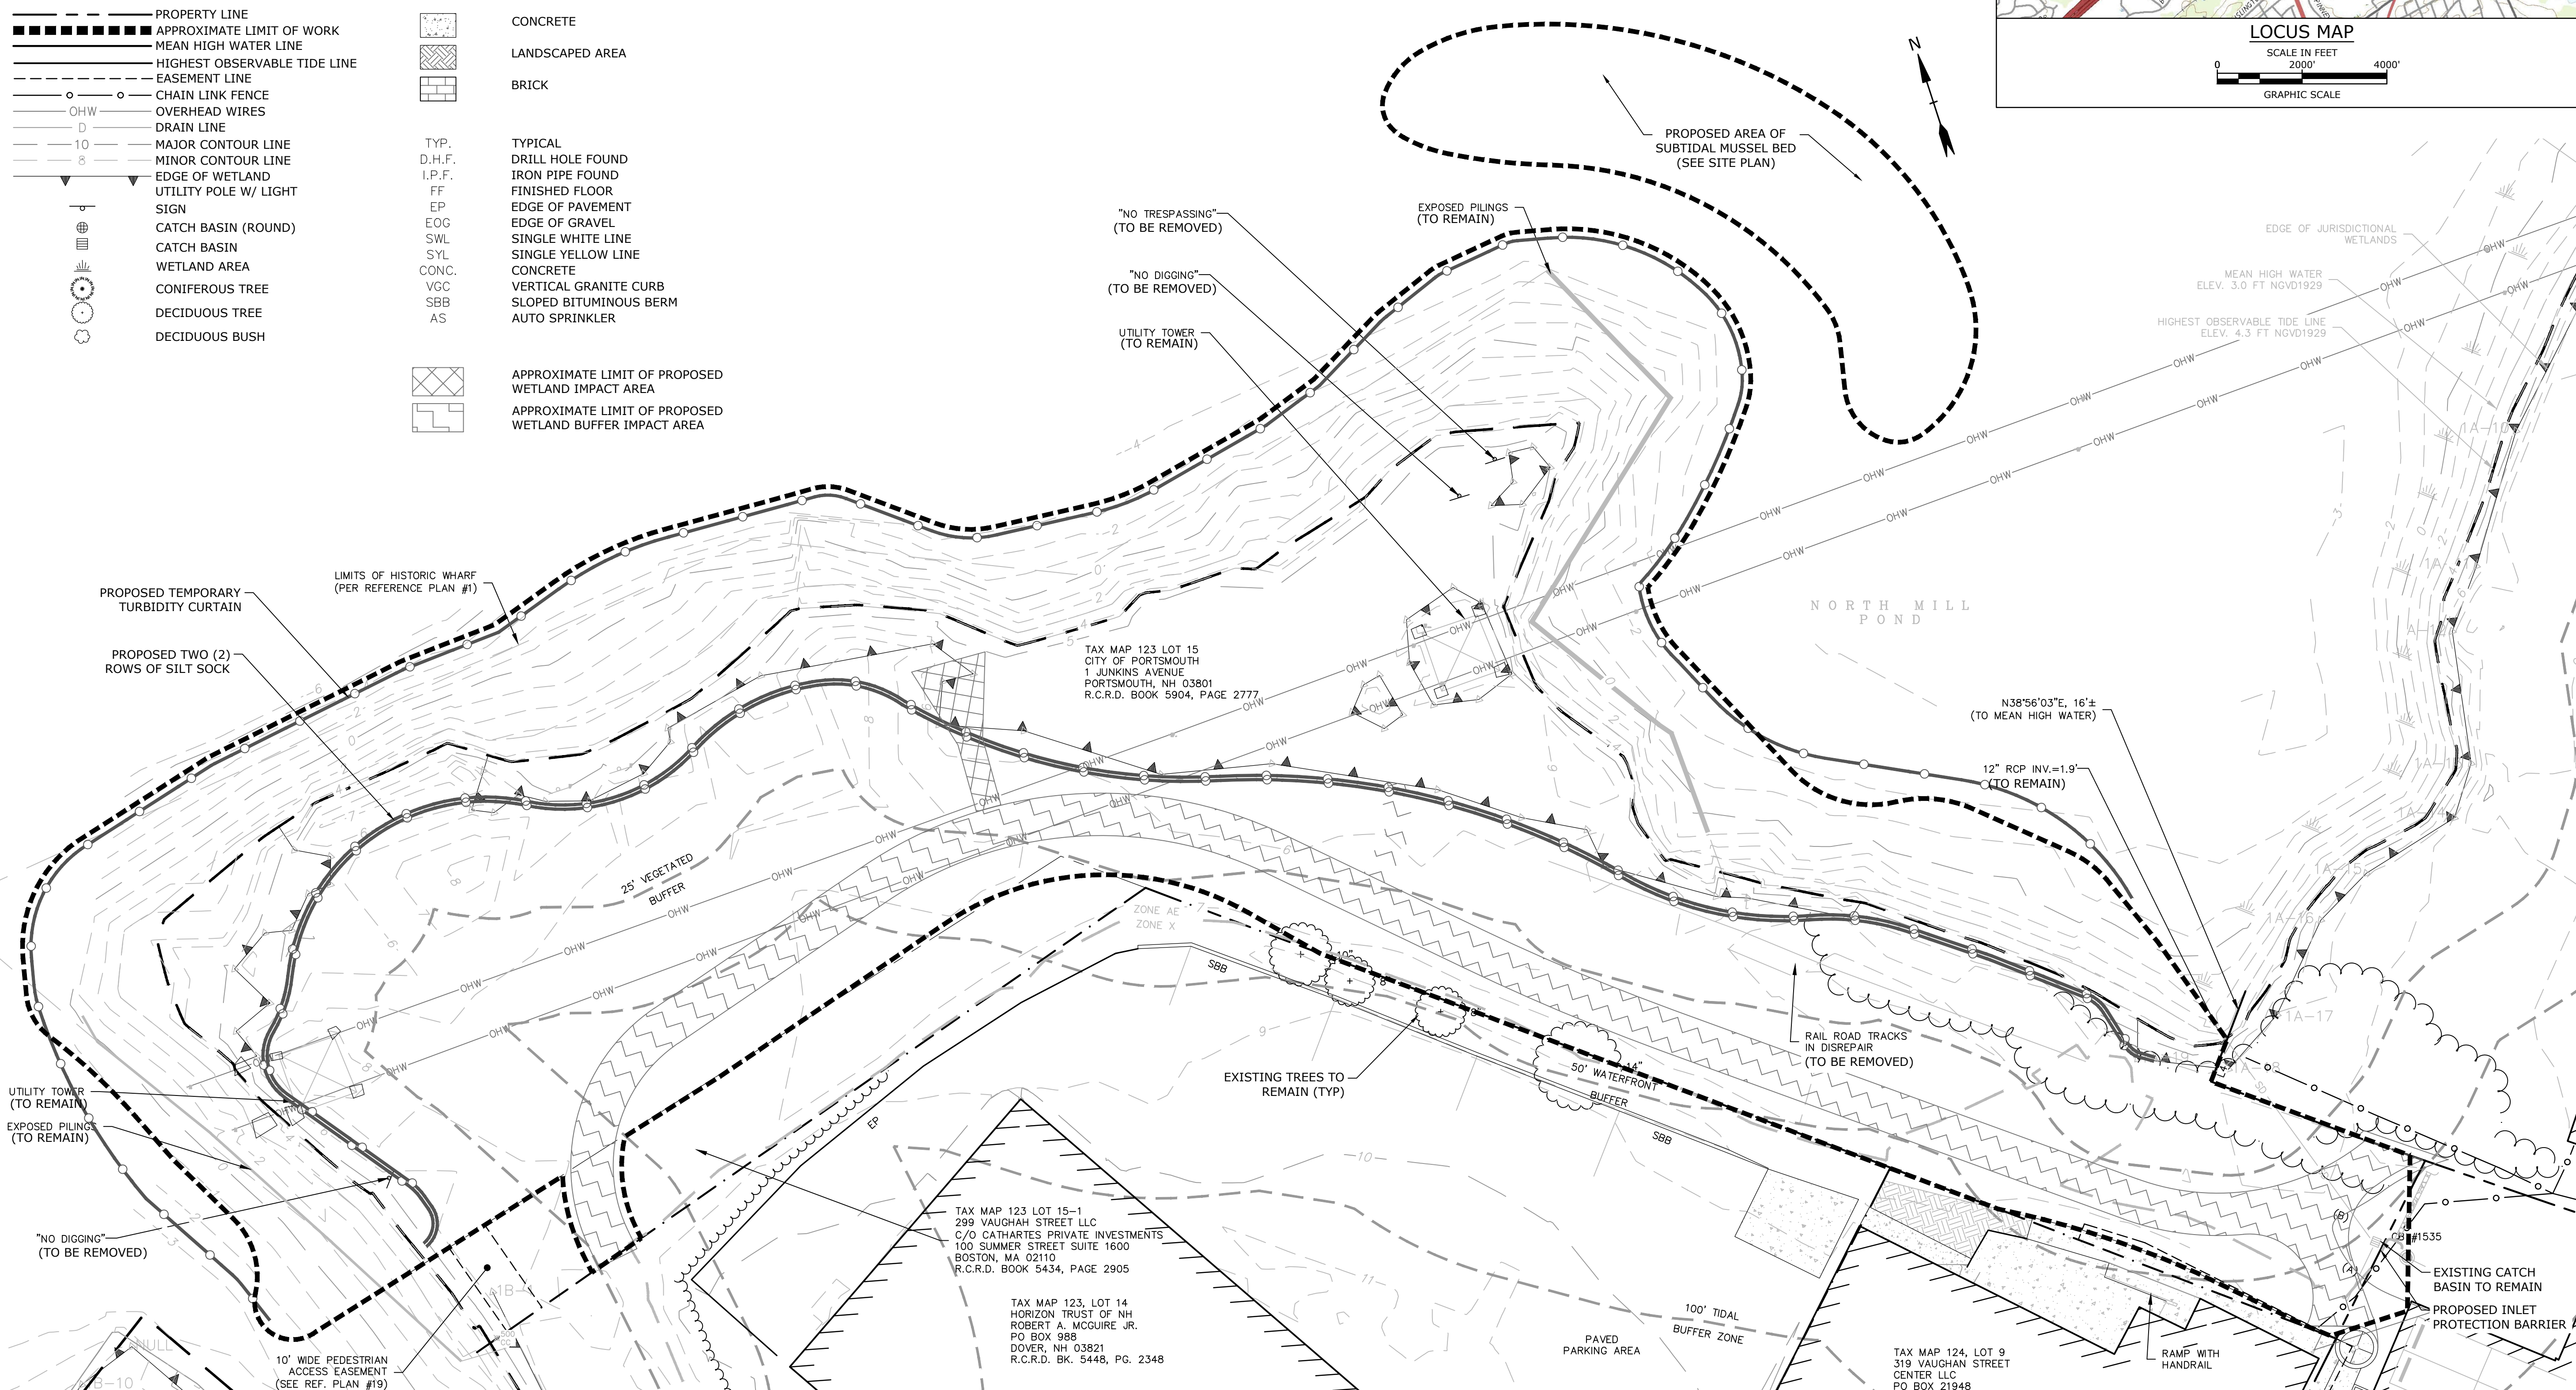 PROPERTY LINE
APPROXIMATE LIMIT OF WORK
MEAN HIGH WATER LINE
HIGHEST OBSERVABLE TIDE LINE
EASEMENT LINE
CHAIN LINK FENCE
OHW OVERHEAD WIRES
D DRAIN LINE
10 MAJOR CONTOUR LINE
8 MINOR CONTOUR LINE
EDGE OF WETLAND
UTILITY POLE W/ LIGHT
SIGN
CATCH BASIN (ROUND)
CATCH BASIN
WETLAND AREA
CONIFEROUS TREE
DECIDUOUS TREE
DECIDUOUS BUSH
CONCRETE
LANDSCAPED AREA
BRICK
TYP. TYPICAL
D.H.F. DRILL HOLE FOUND
I.P.F. IRON PIPE FOUND
FF FINISHED FLOOR
EP EDGE OF PAVEMENT
EOG EDGE OF GRAVEL
SWL SINGLE WHITE LINE
SYL SINGLE YELLOW LINE
CONC. CONCRETE
VGC VERTICAL GRANITE CURB
SBB SLOPED BITUMINOUS BERM
AS AUTO SPRINKLER
APPROXIMATE LIMIT OF PROPOSED
WETLAND IMPACT AREA
APPROXIMATE LIMIT OF PROPOSED
WETLAND BUFFER IMPACT AREA
LOCUS MAP
SCALE IN FEET
0 2000' 4000'
GRAPHIC SCALE
N
PROPOSED AREA OF
SUBTIDAL MUSSEL BED
(SEE SITE PLAN)
EXPOSED PILINGS
(TO REMAIN)
"NO TRESPASSING"
(TO BE REMOVED)
"NO DIGGING"
(TO BE REMOVED)
UTILITY TOWER
(TO REMAIN)
EDGE OF JURISDICTIONAL
WETLANDS
MEAN HIGH WATER
ELEV. 3.0 FT NGVD1929
HIGHEST OBSERVABLE TIDE LINE
ELEV. 4.3 FT NGVD1929
LIMITS OF HISTORIC WHARF
(PER REFERENCE PLAN #1)
PROPOSED TEMPORARY
TURBIDITY CURTAIN
PROPOSED TWO (2)
ROWS OF SILT SOCK
TAX MAP 123 LOT 15
CITY OF PORTSMOUTH
1 JUNKINS AVENUE
PORTSMOUTH, NH 03801
R.C.R.D. BOOK 5904, PAGE 2777
NORTH MILL
POND
N38°56'03"E, 16'±
(TO MEAN HIGH WATER)
12" RCP INV.=1.9'
(TO REMAIN)
25' VEGETATED
BUFFER
ZONE AE
ZONE X
SBB
10"
8"
8"
14"
50' WATERFRONT
BUFFER
SBB
EXISTING TREES TO
REMAIN (TYP)
RAIL ROAD TRACKS
IN DISREPAIR
(TO BE REMOVED)
1A-15
1A-16
1A-17
UTILITY TOWER
(TO REMAIN)
EXPOSED PILINGS
(TO REMAIN)
"NO DIGGING"
(TO BE REMOVED)
EP
TAX MAP 123 LOT 15-1
299 VAUGHAH STREET LLC
C/O CATHARTES PRIVATE INVESTMENTS
100 SUMMER STREET SUITE 1600
BOSTON, MA 02110
R.C.R.D. BOOK 5434, PAGE 2905
TAX MAP 123, LOT 14
HORIZON TRUST OF NH
ROBERT A. MCGUIRE JR.
PO BOX 988
DOVER, NH 03821
R.C.R.D. BK. 5448, PG. 2348
10' WIDE PEDESTRIAN
ACCESS EASEMENT
(SEE REF. PLAN #19)
100' TIDAL
BUFFER ZONE
PAVED
PARKING AREA
TAX MAP 124, LOT 9
319 VAUGHAN STREET
CENTER LLC
PO BOX 21948
RAMP WITH
HANDRAIL
(B)
(A)
CB #1535
EXISTING CATCH
BASIN TO REMAIN
PROPOSED INLET
PROTECTION BARRIER